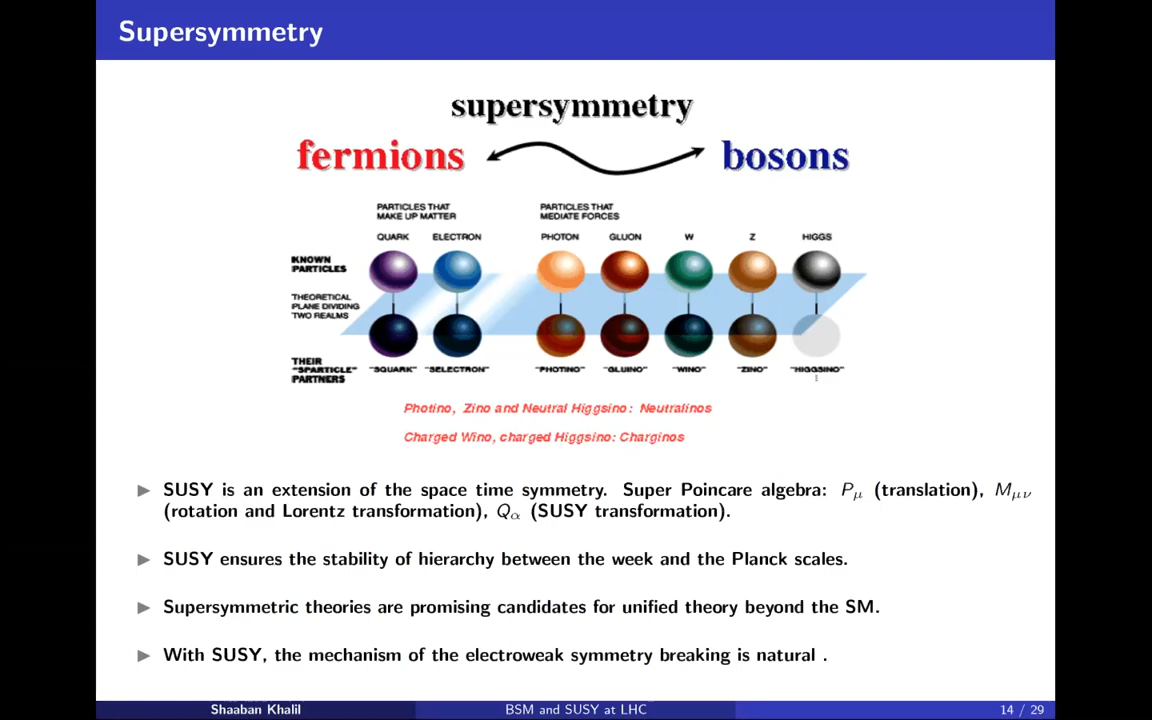 Supersymmetry
supersymmetry
fermions bosons
PARTICLES THAT
MAKE UP MATTER
PARTICLES THAT
MEDIATE FORCES
QUARK ELECTRON PHOTON GLUON W Z HIGGS
KNOWN
PARTICLES
THEORETICAL
PLANE DIVIDING
TWO REALMS
THEIR
"SPARTICLE"
PARTNERS
"SQUARK" "SELECTRON" "PHOTINO" "GLUINO" "WINO" "ZINO" "HIGGSINO"
Photino, Zino and Neutral Higgsino: Neutralinos
Charged Wino, charged Higgsino: Charginos
▶ SUSY is an extension of the space time symmetry. Super Poincare algebra: Pμ (translation), Mμν
(rotation and Lorentz transformation), Qα (SUSY transformation).
▶ SUSY ensures the stability of hierarchy between the week and the Planck scales.
▶ Supersymmetric theories are promising candidates for unified theory beyond the SM.
▶ With SUSY, the mechanism of the electroweak symmetry breaking is natural .
Shaaban Khalil BSM and SUSY at LHC 14 / 29